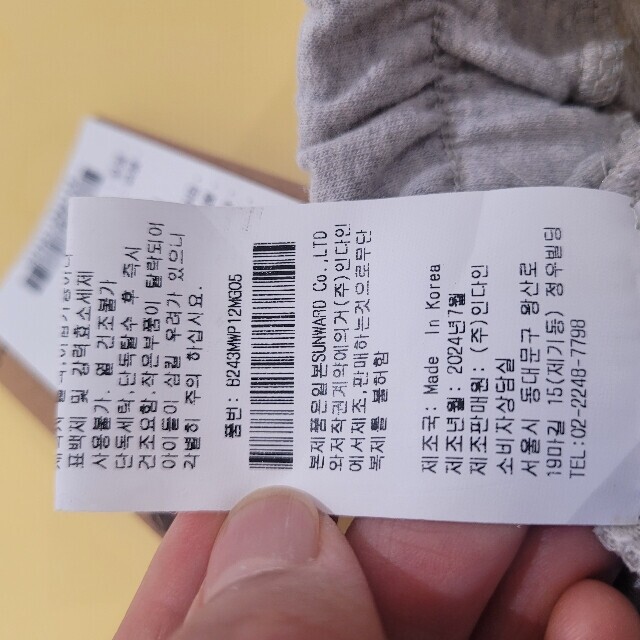 표백제 및 강력효소세제
사용불가. 열 건조불가
단독세탁,단독탈수 후 즉시
건조요함.작은부품이 탈락되어
아이들이 삼킬 우려가 있으니
각별히 주의 하십시요.
품번: B243MWP12MG05
본제품은일본SUNWARD Co.,LTD
와저작권계약에의거(주)인다인
에서제조.판매하는것으로무단
복제를 불허함
제조국: Made In Korea
제조년월: 2024년7월
제조판매원: (주)인다인
소비자상담실
서울시 동대문구 왕산로
19마길 15(제기동) 정우빌딩
TEL:02-2248-7798